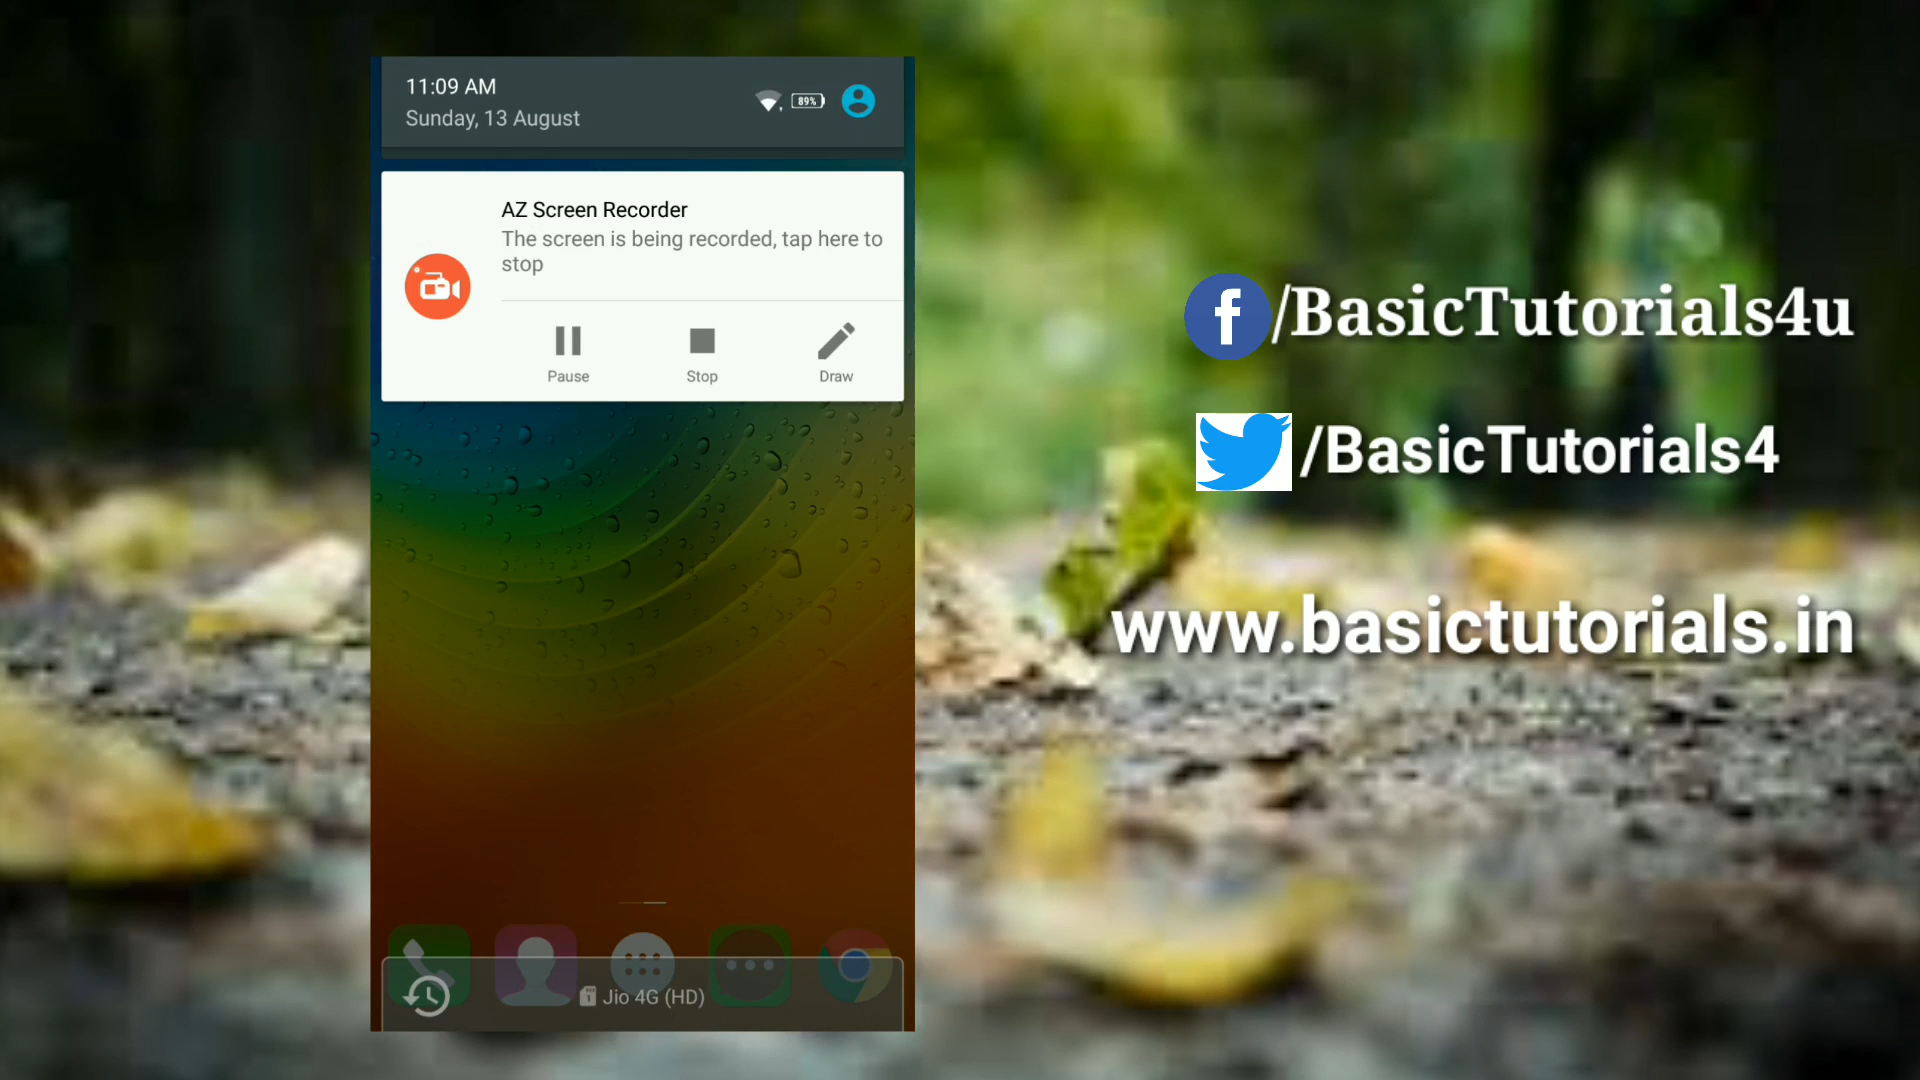 11:09 AM
Sunday, 13 August
89%
AZ Screen Recorder
The screen is being recorded, tap here to
stop
Pause
Stop
Draw
1
Jio 4G (HD)
f/BasicTutorials4u
/BasicTutorials4
www.basictutorials.in